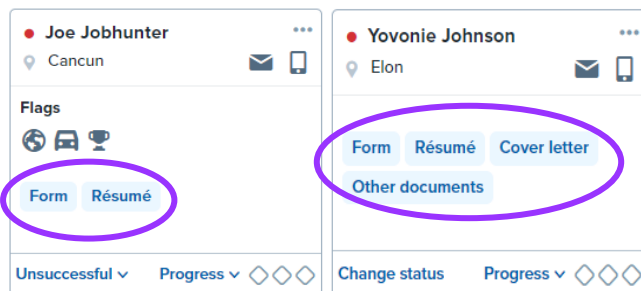 Joe Jobhunter
Cancun
Flags
Form Résumé
Unsuccessful Progress
Yovonie Johnson
Elon
Form Résumé Cover letter
Other documents
Change status Progress